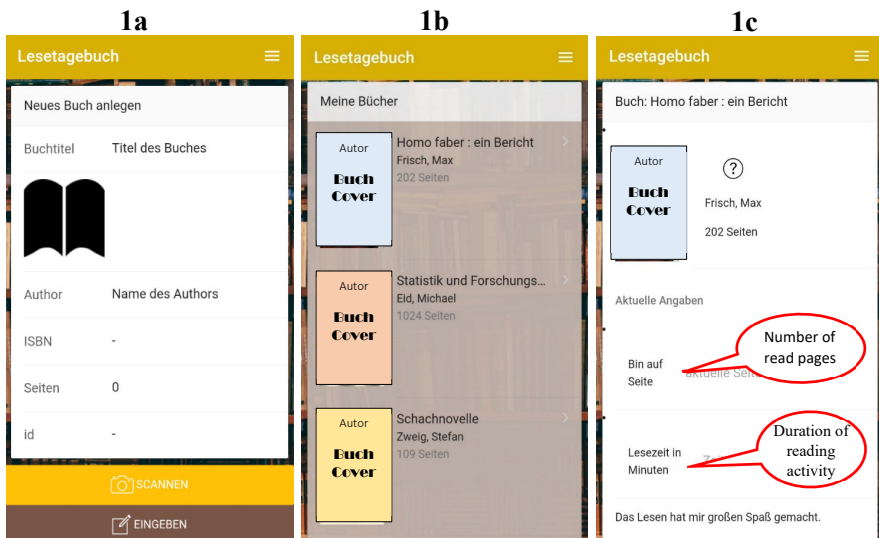 1a
Lesetagebuch
Neues Buch anlegen
Buchtitel Titel des Buches
Author Name des Authors
ISBN -
Seiten 0
id -
SCANNEN
EINGEBEN
1b
Lesetagebuch
Meine Bücher
Autor
Buch
Cover
Homo faber : ein Bericht
Frisch, Max
202 Seiten
Autor
Buch
Cover
Statistik und Forschungs...
Eid, Michael
1024 Seiten
Autor
Buch
Cover
Schachnovelle
Zweig, Stefan
109 Seiten
1c
Lesetagebuch
Buch: Homo faber : ein Bericht
Autor
Buch
Cover
?
Frisch, Max
202 Seiten
Aktuelle Angaben
Number of
read pages
Bin auf
Seite
aktuelle
Duration of
reading
activity
Lesezeit in
Minuten
Das Lesen hat mir großen Spaß gemacht.